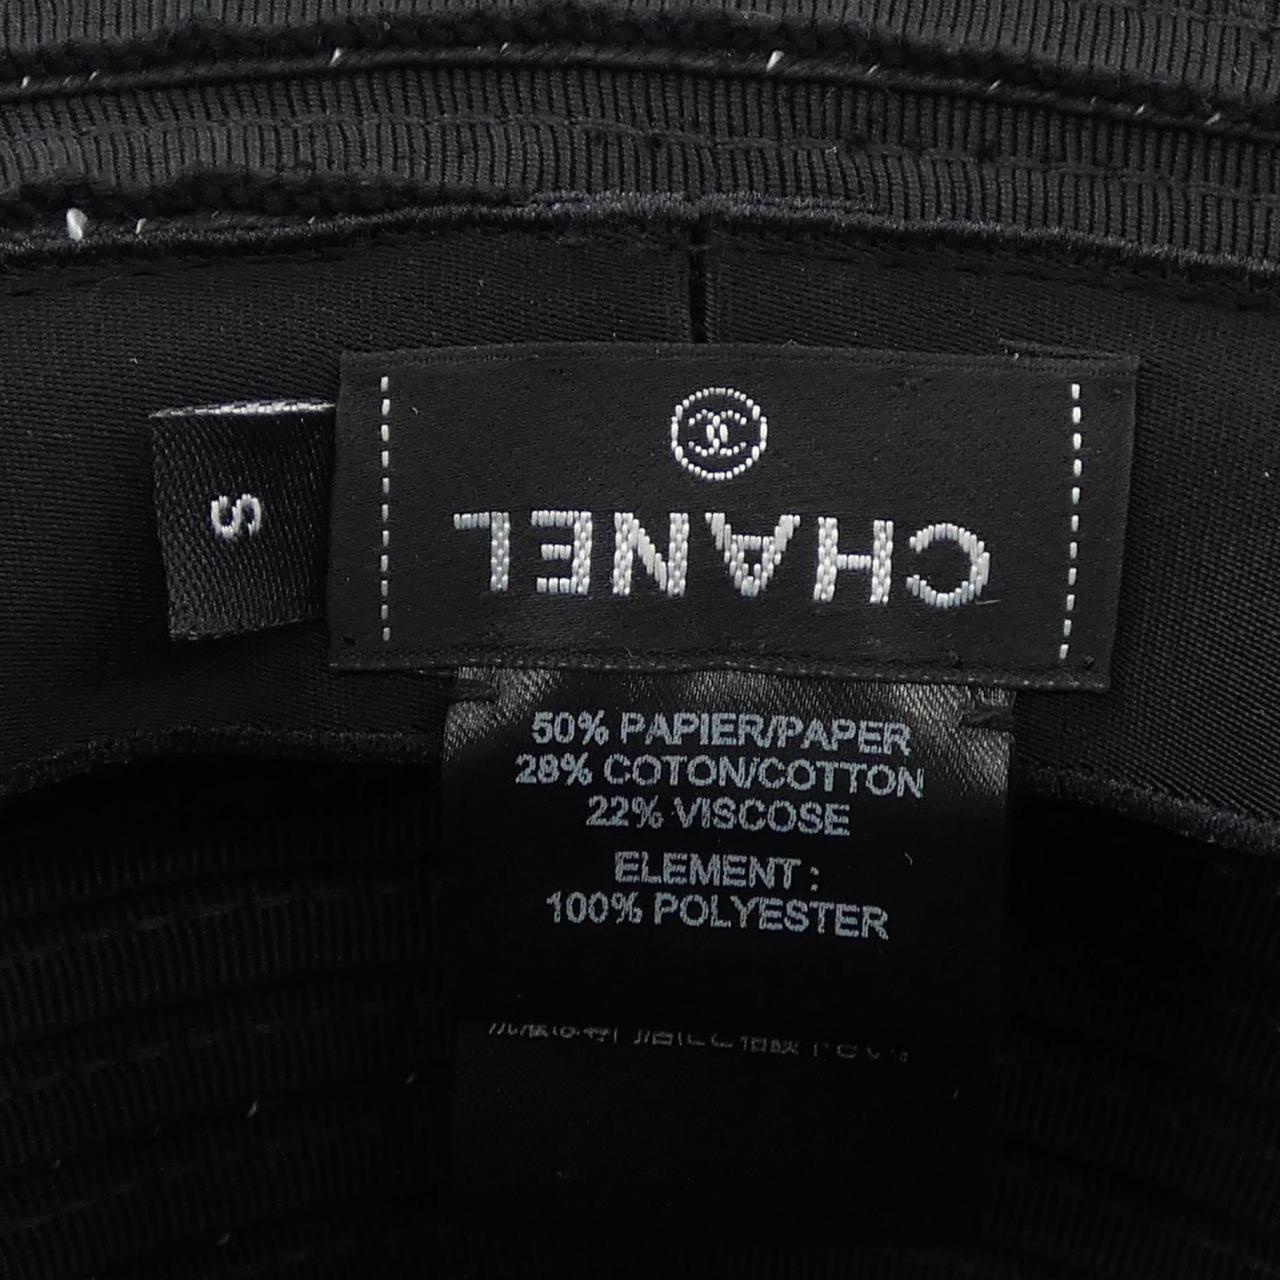 S
CHANEL
50% PAPIER/PAPER
28% COTON/COTTON
22% VISCOSE
ELEMENT :
100% POLYESTER